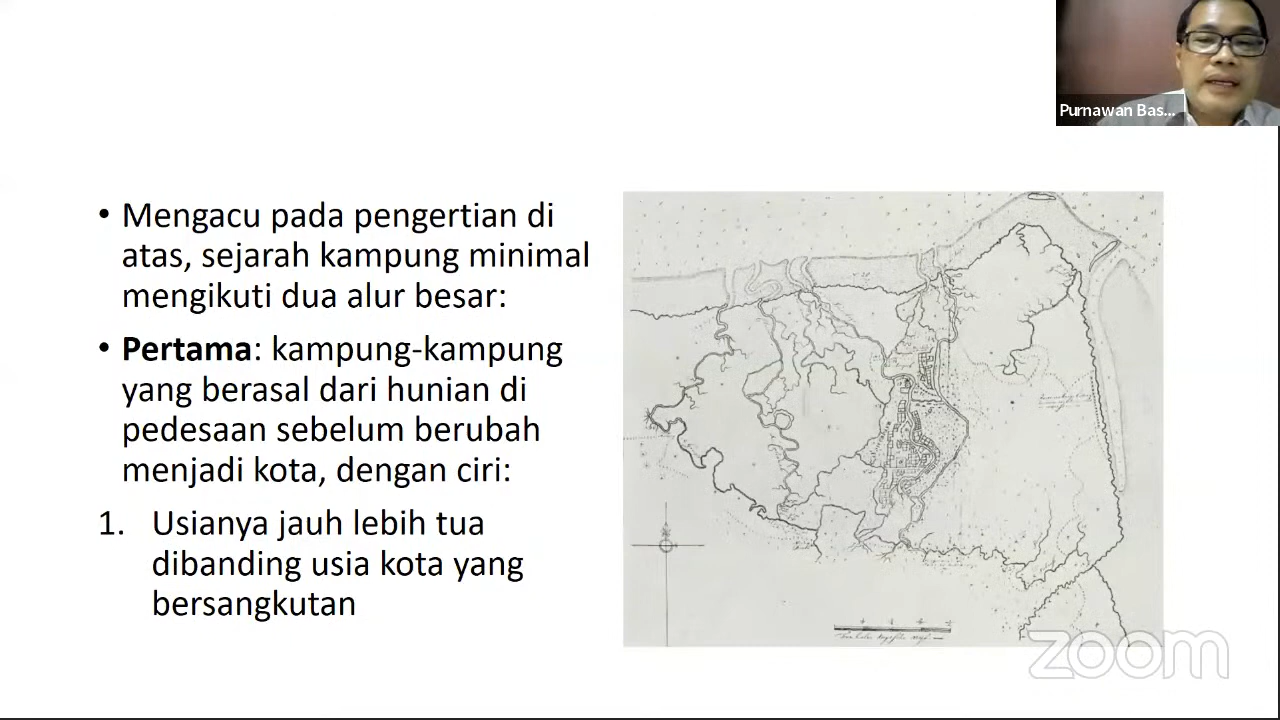 Purnawan Bas...
• Mengacu pada pengertian di
atas, sejarah kampung minimal
mengikuti dua alur besar:
• Pertama: kampung-kampung
yang berasal dari hunian di
pedesaan sebelum berubah
menjadi kota, dengan ciri:
1. Usianya jauh lebih tua
dibanding usia kota yang
bersangkutan
zoom